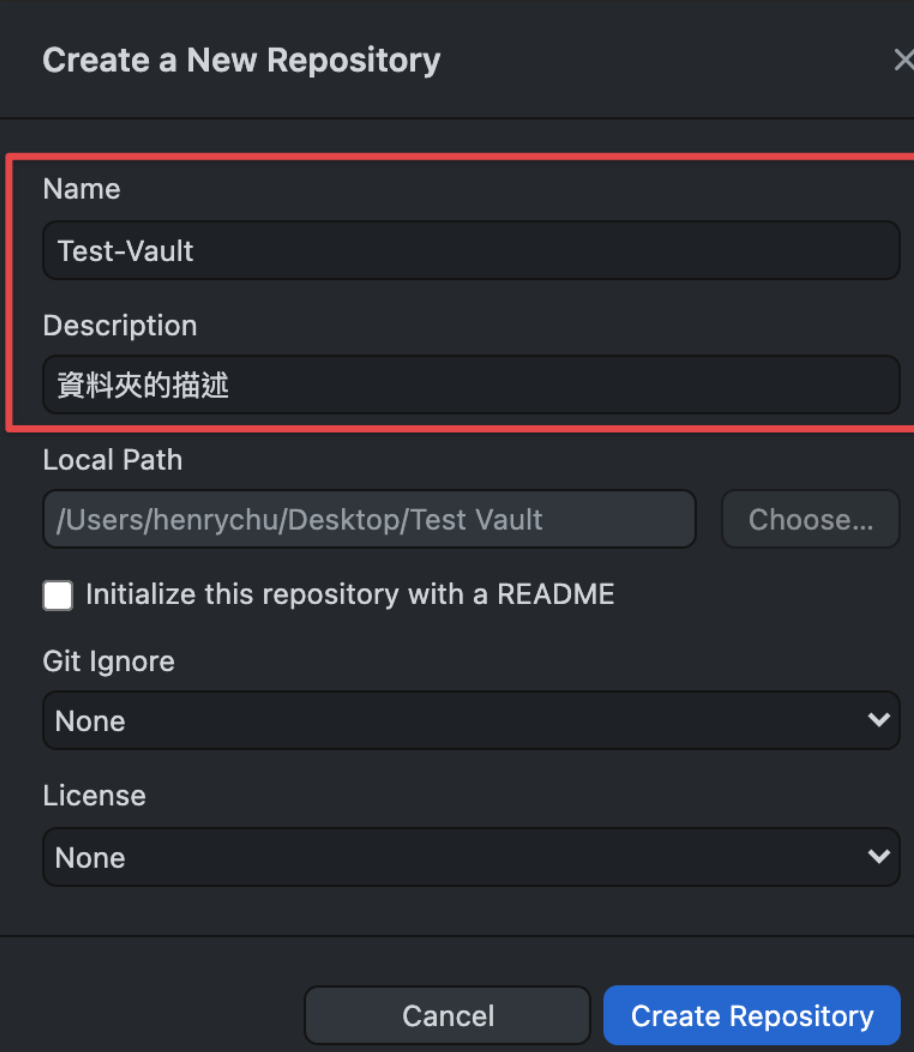 Create a New Repository
Name
Test-Vault
Description
資料夾的描述
Local Path
/Users/henrychu/Desktop/Test Vault
Choose...
Initialize this repository with a README
Git Ignore
None
License
None
Cancel
Create Repository